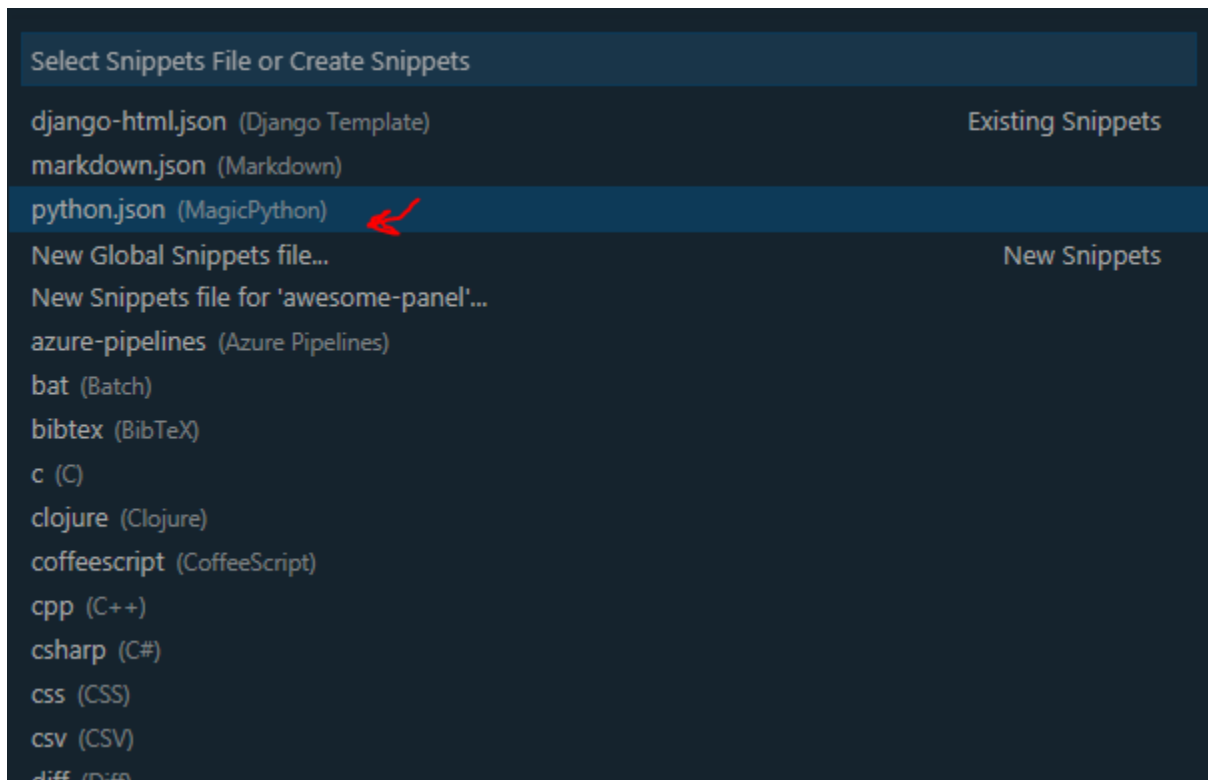 Select Snippets File or Create Snippets
django-html.json (Django Template) Existing Snippets
markdown.json (Markdown)
python.json (MagicPython)
New Global Snippets file... New Snippets
New Snippets file for 'awesome-panel'...
azure-pipelines (Azure Pipelines)
bat (Batch)
bibtex (BibTeX)
c (C)
clojure (Clojure)
coffeescript (CoffeeScript)
cpp (C++)
csharp (C#)
css (CSS)
csv (CSV)
diff (Diff)